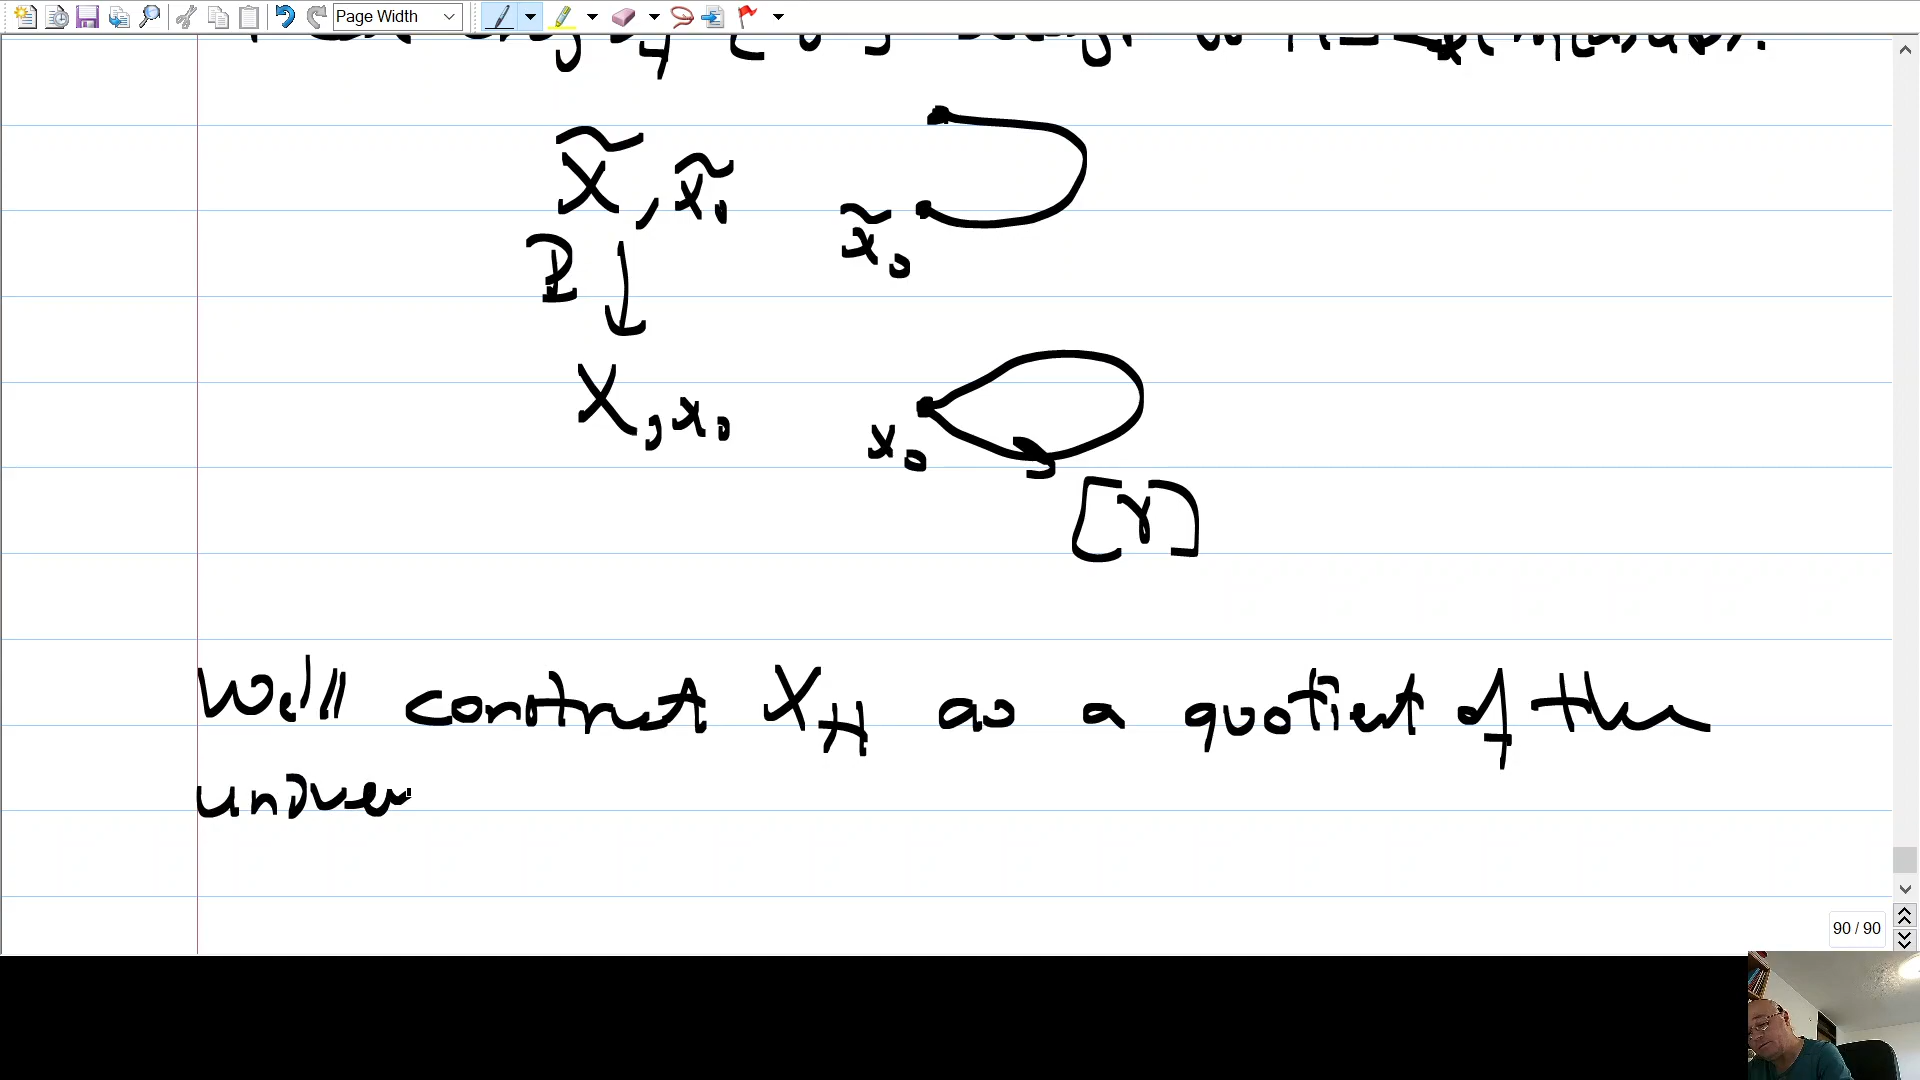 Page Width
X̃, x̃₀
x̃₀
P
X, x₀
x₀
[γ]
We'll construct X_H as a quotient of the
univer
90 / 90